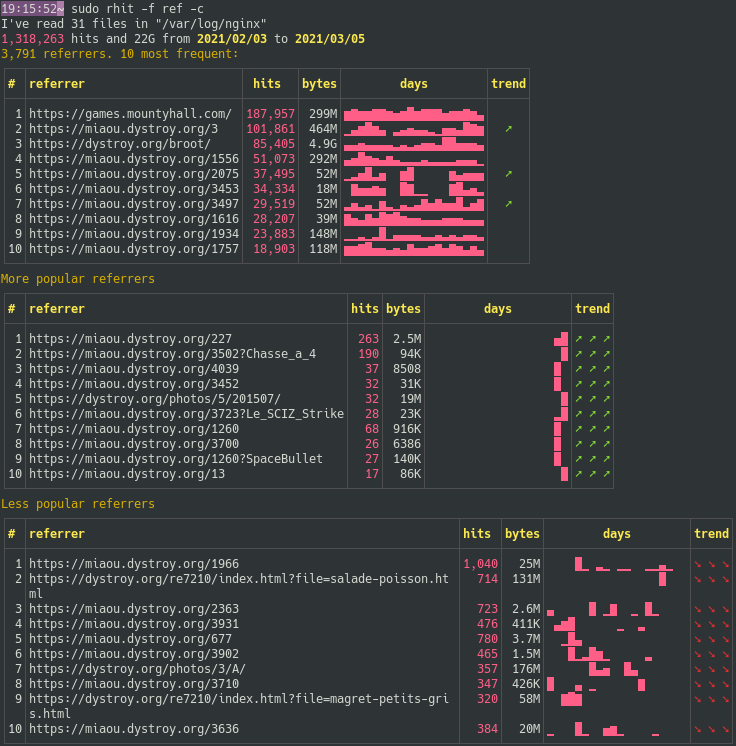 19:15:52~ sudo rhit -f ref -c
I've read 31 files in "/var/log/nginx"
1,318,263 hits and 22G from 2021/02/03 to 2021/03/05
3,791 referrers. 10 most frequent:
# referrer hits bytes days trend
1 https://games.mountyhall.com/ 187,957 299M
2 https://miaou.dystroy.org/3 101,861 464M ↗
3 https://dystroy.org/broot/ 85,405 4.9G
4 https://miaou.dystroy.org/1556 51,073 292M
5 https://miaou.dystroy.org/2075 37,495 52M ↗
6 https://miaou.dystroy.org/3453 34,334 18M
7 https://miaou.dystroy.org/3497 29,519 52M ↗
8 https://miaou.dystroy.org/1616 28,207 39M
9 https://miaou.dystroy.org/1934 23,883 148M
10 https://miaou.dystroy.org/1757 18,903 118M
More popular referrers
# referrer hits bytes days trend
1 https://miaou.dystroy.org/227 263 2.5M ↗ ↗ ↗
2 https://miaou.dystroy.org/3502?Chasse_a_4 190 94K ↗ ↗ ↗
3 https://miaou.dystroy.org/4039 37 8508 ↗ ↗ ↗
4 https://miaou.dystroy.org/3452 32 31K ↗ ↗ ↗
5 https://dystroy.org/photos/5/201507/ 32 19M ↗ ↗ ↗
6 https://miaou.dystroy.org/3723?Le_SCIZ_Strike 28 23K ↗ ↗ ↗
7 https://miaou.dystroy.org/1260 68 916K ↗ ↗ ↗
8 https://miaou.dystroy.org/3700 26 6386 ↗ ↗ ↗
9 https://miaou.dystroy.org/1260?SpaceBullet 27 140K ↗ ↗ ↗
10 https://miaou.dystroy.org/13 17 86K ↗ ↗ ↗
Less popular referrers
# referrer hits bytes days trend
1 https://miaou.dystroy.org/1966 1,040 25M ↘ ↘ ↘
2 https://dystroy.org/re7210/index.html?file=salade-poisson.ht 714 131M ↘ ↘ ↘
ml
3 https://miaou.dystroy.org/2363 723 2.6M ↘ ↘ ↘
4 https://miaou.dystroy.org/3931 476 411K ↘ ↘ ↘
5 https://miaou.dystroy.org/677 780 3.7M ↘ ↘ ↘
6 https://miaou.dystroy.org/3902 465 1.5M ↘ ↘ ↘
7 https://dystroy.org/photos/3/A/ 357 176M ↘ ↘ ↘
8 https://miaou.dystroy.org/3710 347 426K ↘ ↘ ↘
9 https://dystroy.org/re7210/index.html?file=magret-petits-gri 320 58M ↘ ↘ ↘
s.html
10 https://miaou.dystroy.org/3636 384 20M ↘ ↘ ↘